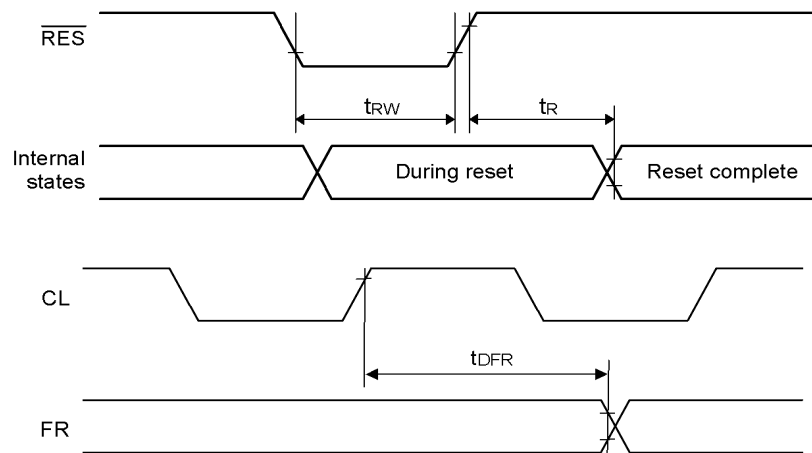 RES
tRW
tR
Internal
states
During reset
Reset complete
CL
tDFR
FR